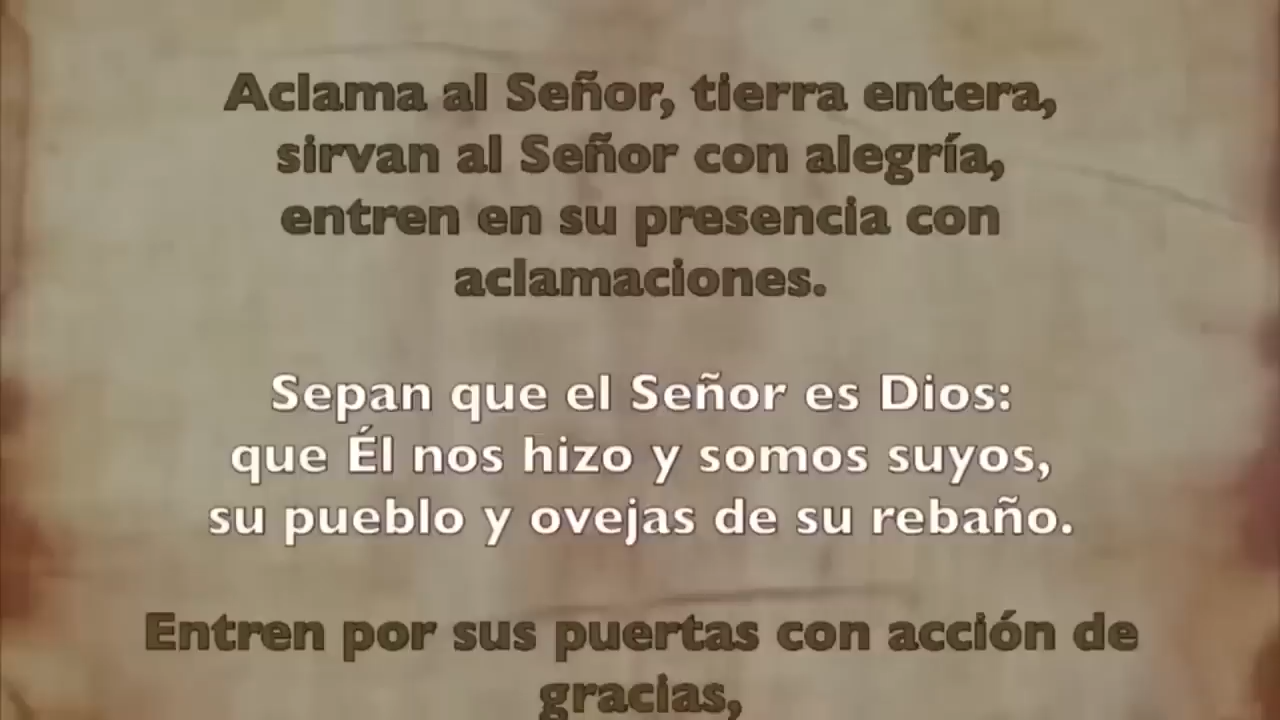 Aclama al Señor, tierra entera,
sirvan al Señor con alegría,
entren en su presencia con
aclamaciones.
Sepan que el Señor es Dios:
que Él nos hizo y somos suyos,
su pueblo y ovejas de su rebaño.
Entren por sus puertas con acción de
gracias,